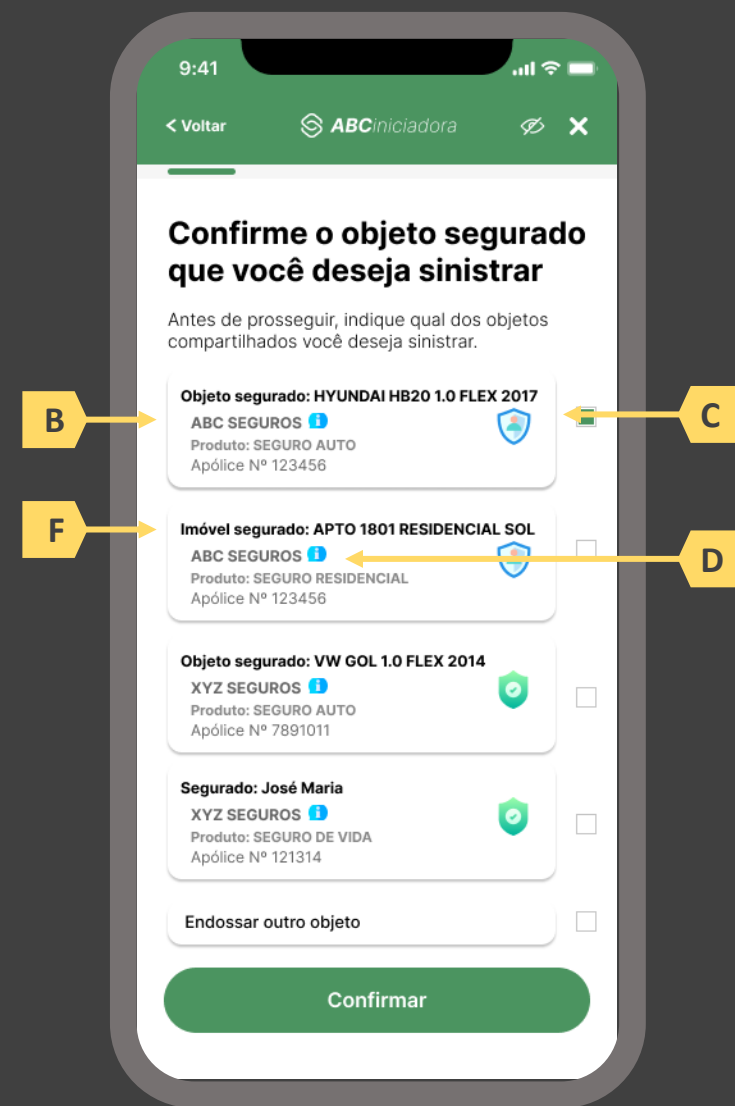 9:41
< Voltar
ABCiniciadora
Confirme o objeto segurado
que você deseja sinistrar
Antes de prosseguir, indique qual dos objetos
compartilhados você deseja sinistrar.
Objeto segurado: HYUNDAI HB20 1.0 FLEX 2017
B
ABC SEGUROS i
C
Produto: SEGURO AUTO
Apólice Nº 123456
F
Imóvel segurado: APTO 1801 RESIDENCIAL SOL
ABC SEGUROS i
D
Produto: SEGURO RESIDENCIAL
Apólice Nº 123456
Objeto segurado: VW GOL 1.0 FLEX 2014
XYZ SEGUROS i
Produto: SEGURO AUTO
Apólice Nº 7891011
Segurado: José Maria
XYZ SEGUROS i
Produto: SEGURO DE VIDA
Apólice Nº 121314
Endossar outro objeto
Confirmar